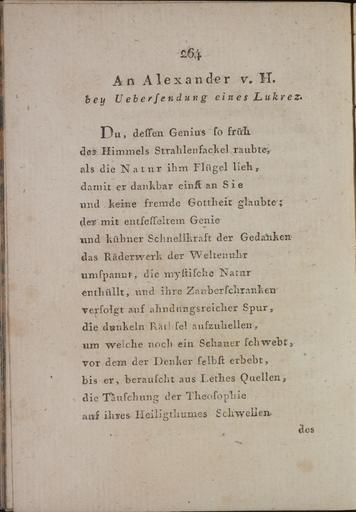 264
An Alexander v. H.
bey Uebersendung eines Lukrez.
Du, dessen Genius so früh
des Himmels Strahlenfackel raubte,
als die Natur ihm Flügel lieh,
damit er dankbar einst an Sie
und keine fremde Gottheit glaubte;
der mit entfesseltem Genie
und kühner Schnellkraft der Gedanken
das Räderwerk der Weltenuhr
umspannt, die mystische Natur
enthüllt, und ihre Zauberschranken
verfolgt auf ahndungsreicher Spur,
die dunkeln Räthsel aufzuhellen,
um welche noch ein Schauer schwebt,
vor dem der Denker selbst erbebt,
bis er, berauscht aus Lethes Quellen,
die Täuschung der Theosophie
auf ihres Heiligthumes Schwellen
des